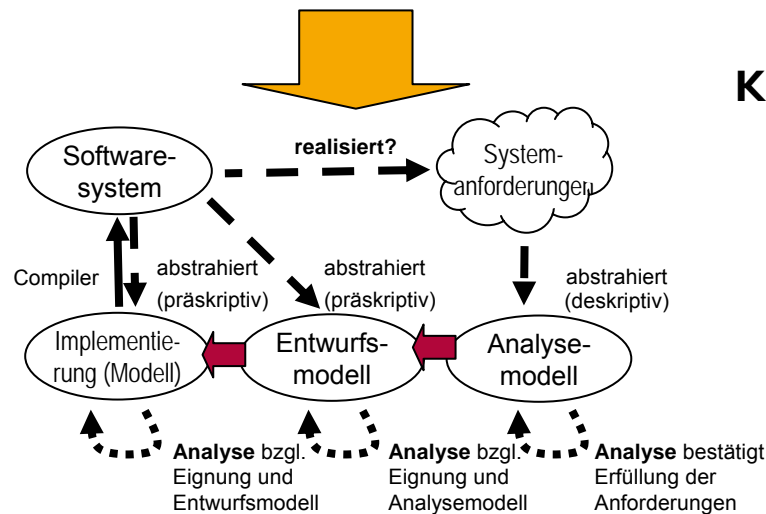 K
realisiert?
Software-
system
System-
anforderungen
Compiler
abstrahiert
(präskriptiv)
abstrahiert
(präskriptiv)
abstrahiert
(deskriptiv)
Implementie-
rung (Modell)
Entwurfs-
modell
Analyse-
modell
Analyse bzgl.
Eignung und
Entwurfsmodell
Analyse bzgl.
Eignung und
Analysemodell
Analyse bestätigt
Erfüllung der
Anforderungen